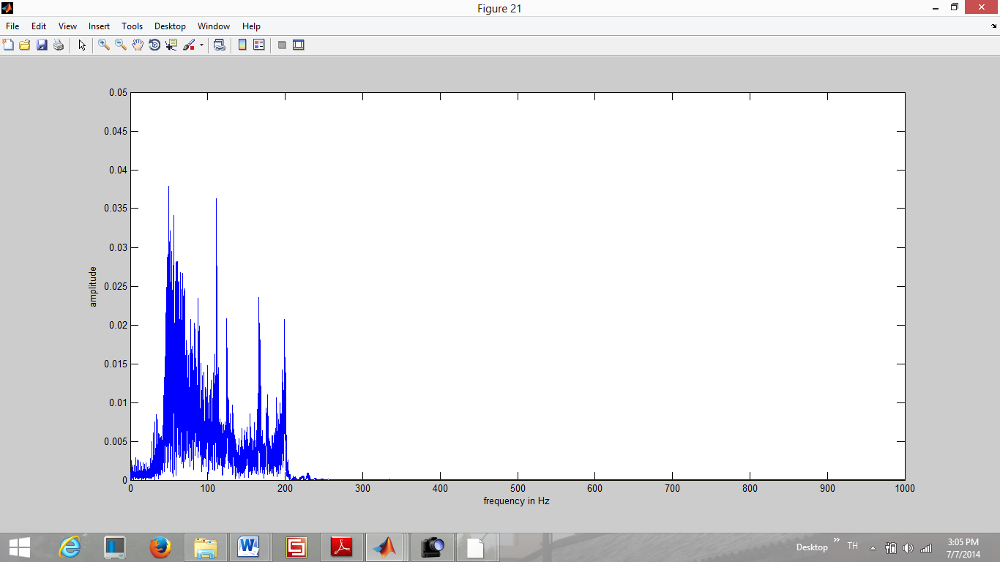 Figure 21
File Edit View Insert Tools Desktop Window Help
0.05
0.045
0.04
0.035
0.03
0.025
0.02
0.015
0.01
0.005
0
amplitude
0 100 200 300 400 500 600 700 800 900 1000
frequency in Hz
Desktop » TH 3:05 PM
7/7/2014